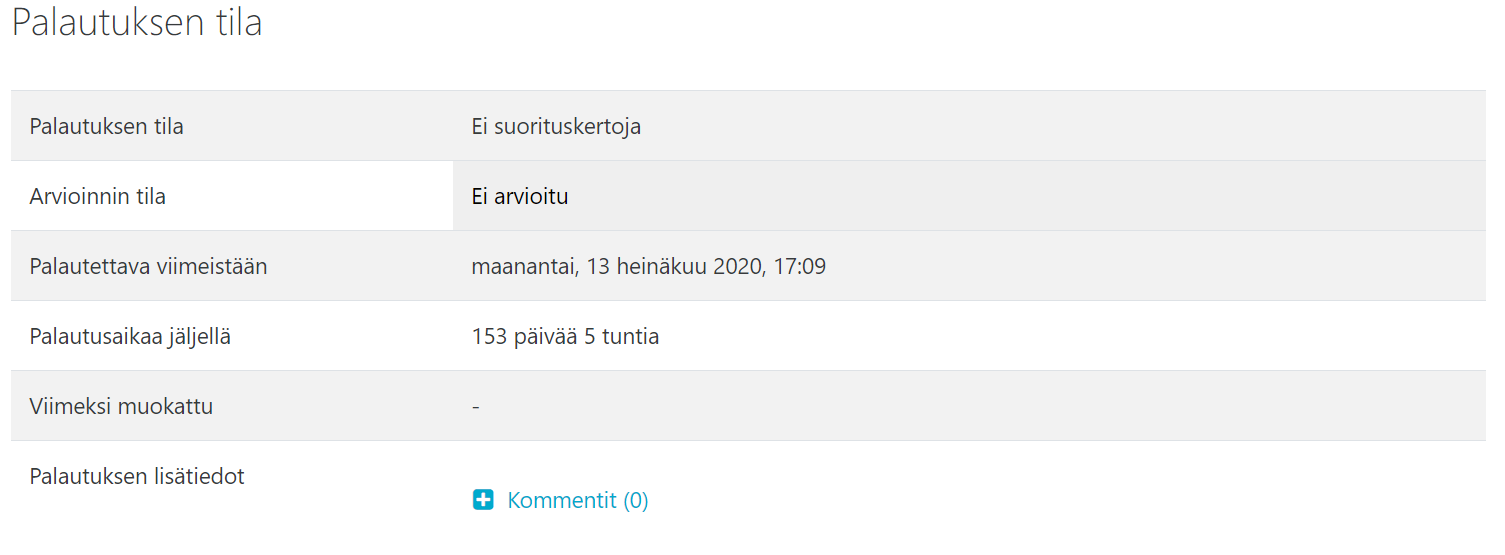 Palautuksen tila
Palautuksen tila Ei suorituskertoja
Arvioinnin tila Ei arvioitu
Palautettava viimeistään maanantai, 13 heinäkuu 2020, 17:09
Palautusaikaa jäljellä 153 päivää 5 tuntia
Viimeksi muokattu -
Palautuksen lisätiedot
Kommentit (0)